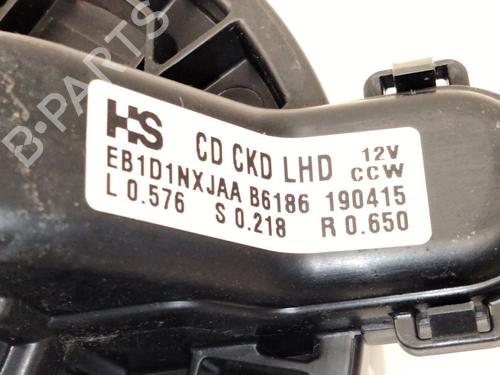 HS CD CKD LHD 12V CCW
EB1D1NXJAA B6186 190415
L 0.576 S 0.218 R 0.650
B-PARTS